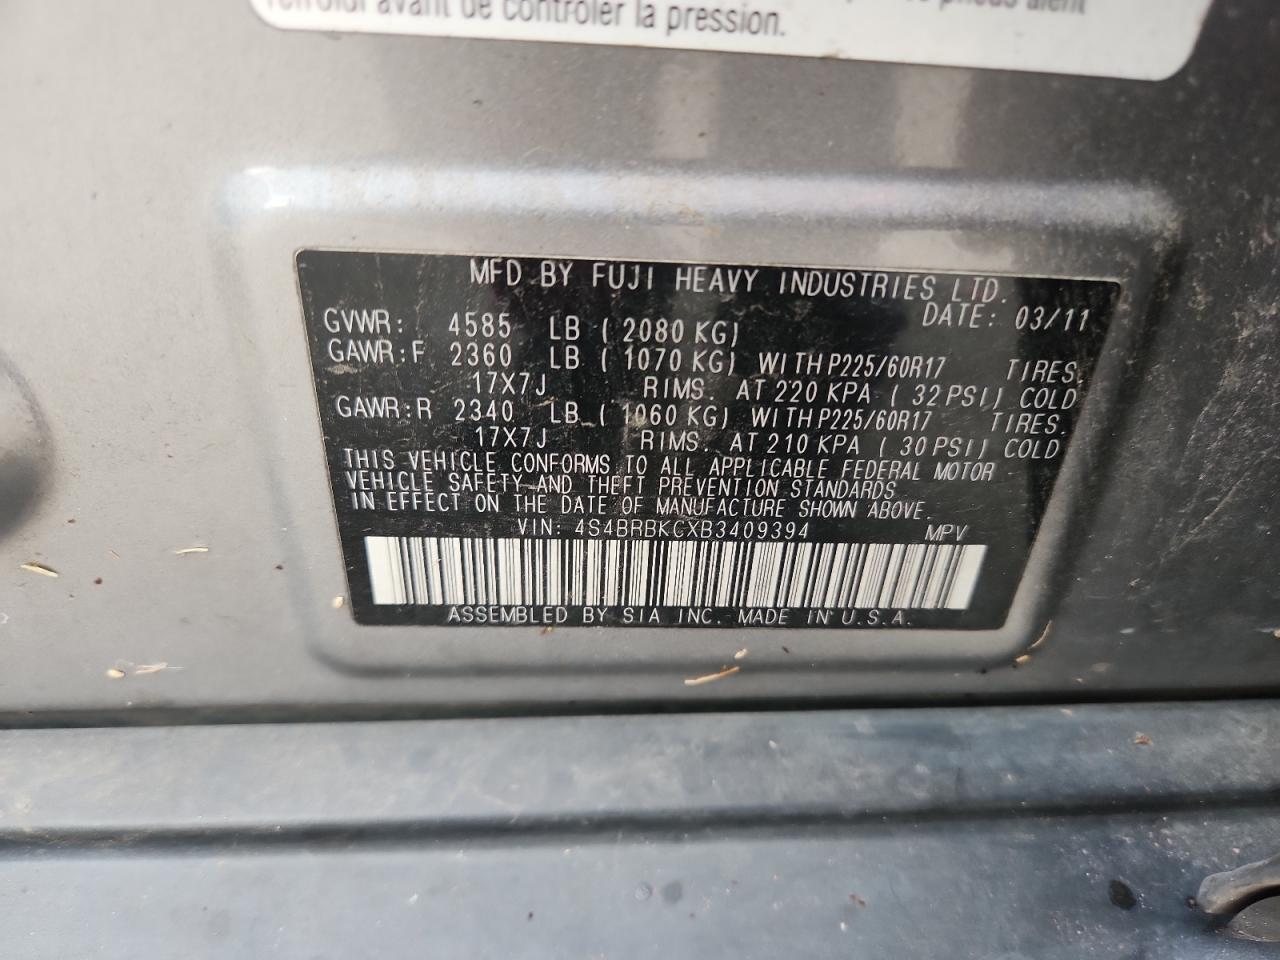 refroidi avant de contrôler la pression.
MFD BY FUJI HEAVY INDUSTRIES LTD.
DATE: 03/11
GVWR: 4585 LB ( 2080 KG)
GAWR:F 2360 LB ( 1070 KG) WITH P225/60R17 TIRES.
17X7J RIMS. AT 220 KPA ( 32 PSI) COLD
GAWR:R 2340 LB ( 1060 KG) WITH P225/60R17 TIRES.
17X7J RIMS. AT 210 KPA ( 30 PSI) COLD
THIS VEHICLE CONFORMS TO ALL APPLICABLE FEDERAL MOTOR
VEHICLE SAFETY AND THEFT PREVENTION STANDARDS
IN EFFECT ON THE DATE OF MANUFACTURE SHOWN ABOVE.
VIN: 4S4BRBKCXB3409394 MPV
ASSEMBLED BY SIA INC. MADE IN U.S.A.